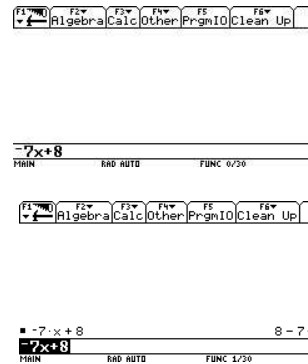 F1 F2 F3 F4 F5 F6
Algebra Calc Other PrgmIO Clean Up
-7x+8
MAIN RAD AUTO FUNC 0/30
F1 F2 F3 F4 F5 F6
Algebra Calc Other PrgmIO Clean Up
-7·x+8 8-7·
-7x+8
MAIN RAD AUTO FUNC 1/30